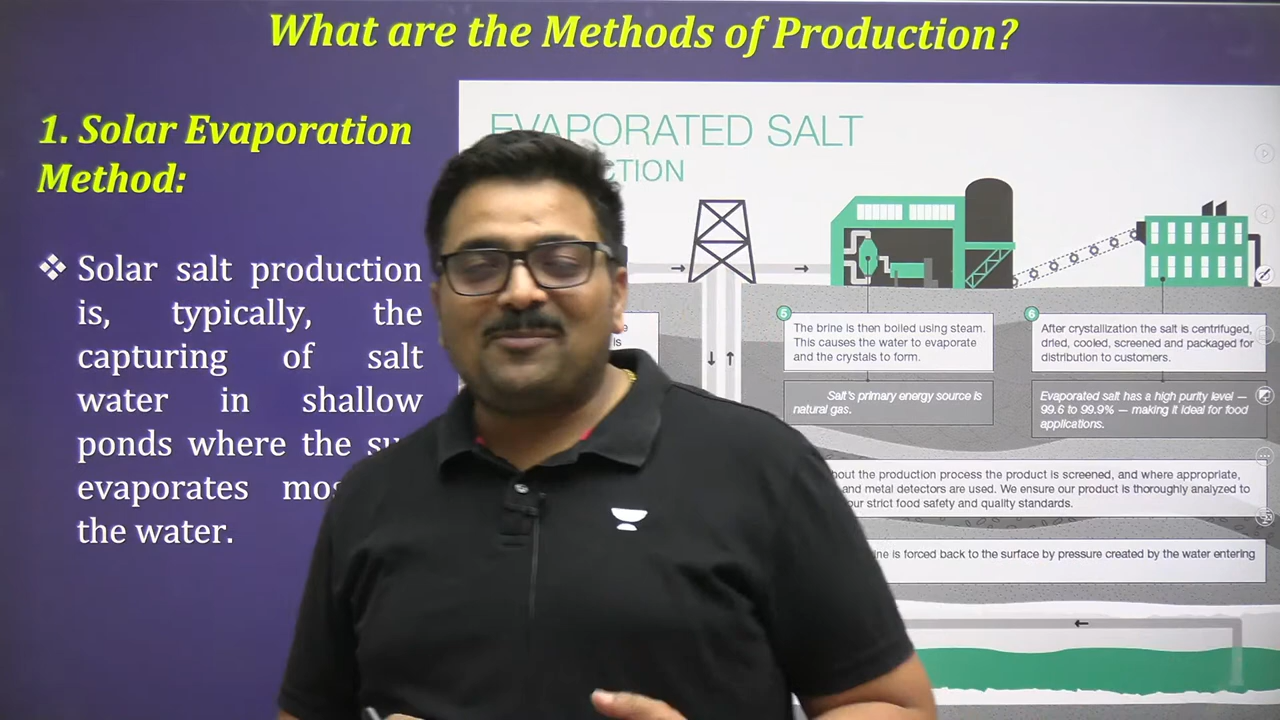 What are the Methods of Production?
1. Solar Evaporation
Method:
❖ Solar salt production
is, typically, the
capturing of salt
water in shallow
ponds where the
evaporates
the water.
EVAPORATED SALT
5
The brine is then boiled using steam.
This causes the water to evaporate
and the crystals to form.
Salt's primary energy source is
natural gas.
6
After crystallization the salt is centrifuged,
dried, cooled, screened and packaged for
distribution to customers.
Evaporated salt has a high purity level —
99.6 to 99.9% — making it ideal for food
applications.
the production process the product is screened, and where appropriate,
and metal detectors are used. We ensure our product is thoroughly analyzed to
strict food safety and quality standards.
is forced back to the surface by pressure created by the water entering